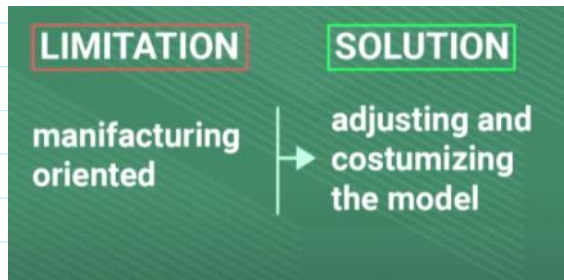 LIMITATION
SOLUTION
manifacturing
oriented
adjusting and
costumizing
the model